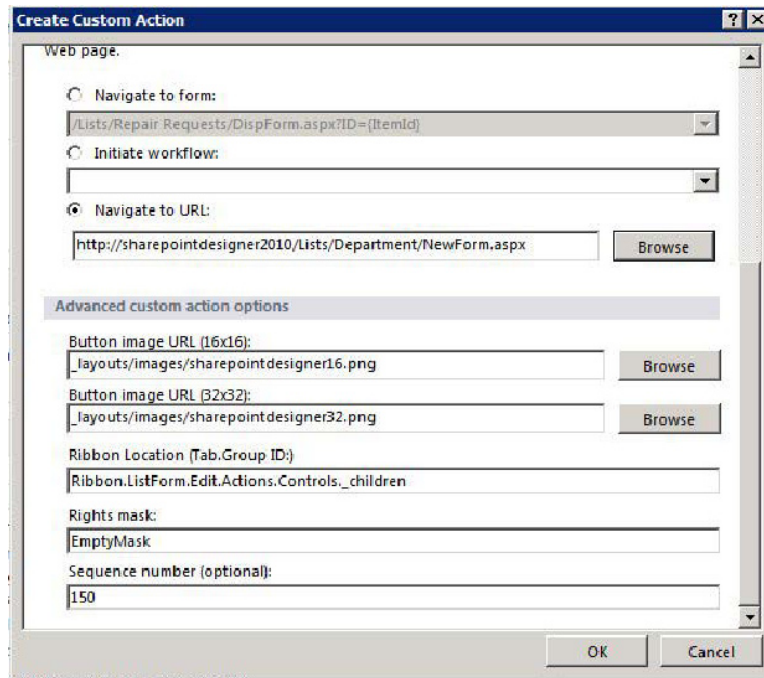 Create Custom Action
Web page.
Navigate to form:
/Lists/Repair Requests/DispForm.aspx?ID={ItemId}
Initiate workflow:
Navigate to URL:
http://sharepointdesigner2010/Lists/Department/NewForm.aspx
Browse
Advanced custom action options
Button image URL (16x16):
_layouts/images/sharepointdesigner16.png
Browse
Button image URL (32x32):
_layouts/images/sharepointdesigner32.png
Browse
Ribbon Location (Tab.Group ID:)
Ribbon.ListForm.Edit.Actions.Controls._children
Rights mask:
EmptyMask
Sequence number (optional):
150
OK
Cancel